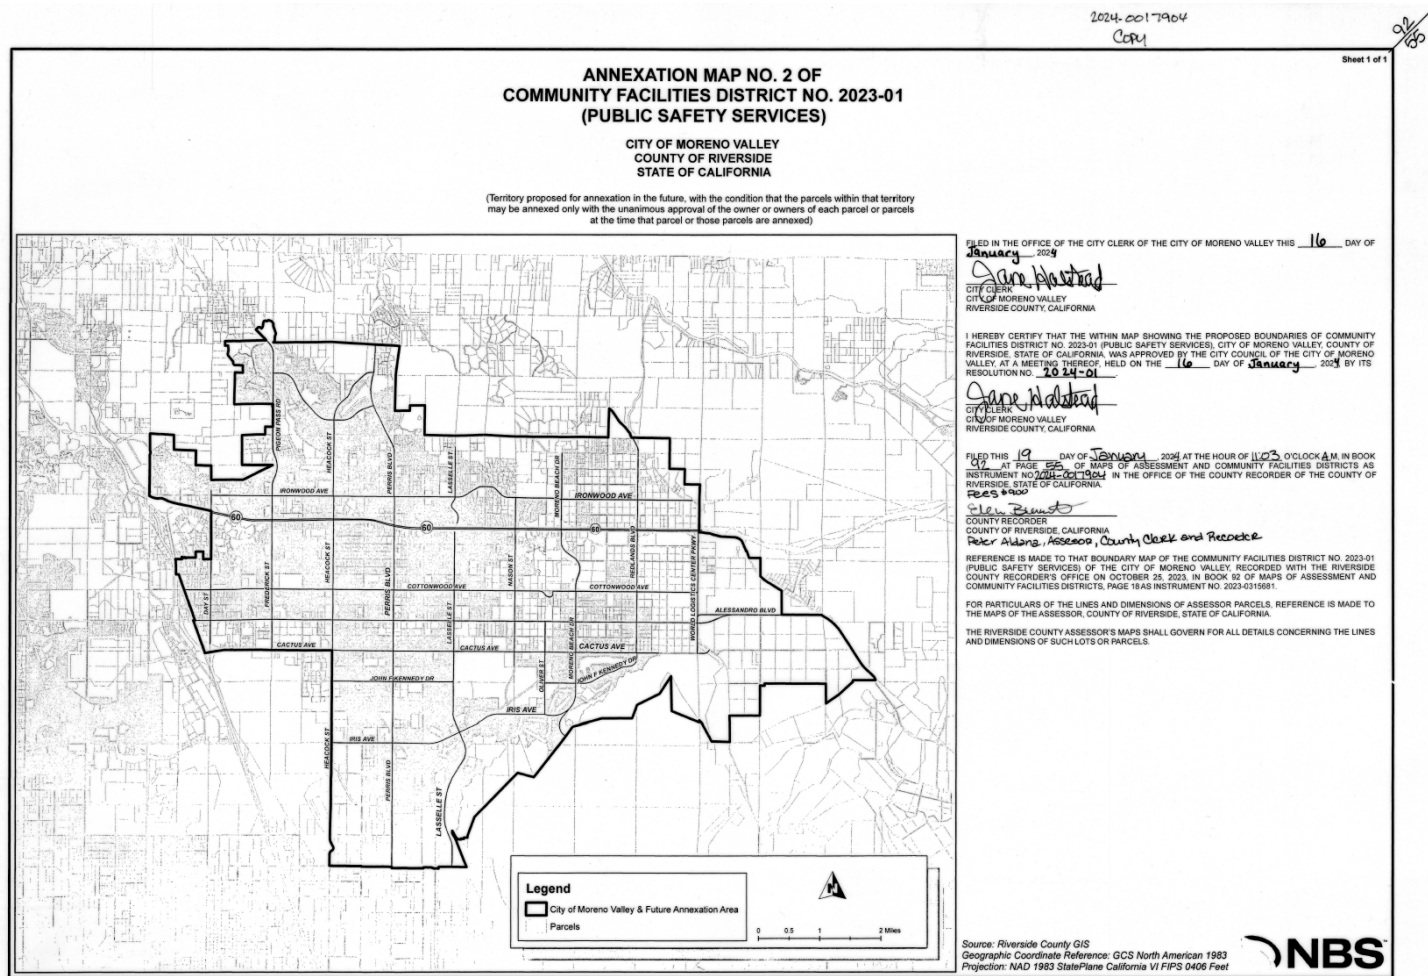 2024-0017904
Copy
92/55
Sheet 1 of 1
ANNEXATION MAP NO. 2 OF
COMMUNITY FACILITIES DISTRICT NO. 2023-01
(PUBLIC SAFETY SERVICES)
CITY OF MORENO VALLEY
COUNTY OF RIVERSIDE
STATE OF CALIFORNIA
(Territory proposed for annexation in the future, with the condition that the parcels within that territory
may be annexed only with the unanimous approval of the owner or owners of each parcel or parcels
at the time that parcel or those parcels are annexed)
PIGEON PASS RD
HEACOCK ST
PERRIS BLVD
LASSELLE ST
MORENO BEACH DR
IRONWOOD AVE
IRONWOOD AVE
60
60
60
REDLANDS BLVD
FREDERICK ST
HEACOCK ST
PERRIS BLVD
NASON ST
WORLD LOGISTICS CENTER PKWY
COTTONWOOD AVE
COTTONWOOD AVE
DAY ST
LASSELLE ST
ALESSANDRO BLVD
CACTUS AVE
CACTUS AVE
CACTUS AVE
MORENO BEACH DR
OLIVER ST
JOHN F KENNEDY DR
JOHN F KENNEDY DR
IRIS AVE
IRIS AVE
HEACOCK ST
PERRIS BLVD
LASSELLE ST
Legend
City of Moreno Valley & Future Annexation Area
Parcels
N
0 0.5 1 2 Miles
FILED IN THE OFFICE OF THE CITY CLERK OF THE CITY OF MORENO VALLEY THIS 16 DAY OF
January, 2024
Jane Halstead
CITY CLERK
CITY OF MORENO VALLEY
RIVERSIDE COUNTY, CALIFORNIA
I HEREBY CERTIFY THAT THE WITHIN MAP SHOWING THE PROPOSED BOUNDARIES OF COMMUNITY
FACILITIES DISTRICT NO. 2023-01 (PUBLIC SAFETY SERVICES), CITY OF MORENO VALLEY, COUNTY OF
RIVERSIDE, STATE OF CALIFORNIA, WAS APPROVED BY THE CITY COUNCIL OF THE CITY OF MORENO
VALLEY, AT A MEETING THEREOF, HELD ON THE 16 DAY OF January, 2024, BY ITS
RESOLUTION NO. 2024-01.
Jane Halstead
CITY CLERK
CITY OF MORENO VALLEY
RIVERSIDE COUNTY, CALIFORNIA
FILED THIS 19 DAY OF January, 2024 AT THE HOUR OF 11:03 O'CLOCK A.M, IN BOOK
92 AT PAGE 55 OF MAPS OF ASSESSMENT AND COMMUNITY FACILITIES DISTRICTS AS
INSTRUMENT NO 2024-0017904 IN THE OFFICE OF THE COUNTY RECORDER OF THE COUNTY OF
RIVERSIDE, STATE OF CALIFORNIA.
Fees $9.00
COUNTY RECORDER
COUNTY OF RIVERSIDE, CALIFORNIA
Peter Aldana, Assessor, County Clerk and Recorder
REFERENCE IS MADE TO THAT BOUNDARY MAP OF THE COMMUNITY FACILITIES DISTRICT NO. 2023-01
(PUBLIC SAFETY SERVICES) OF THE CITY OF MORENO VALLEY, RECORDED WITH THE RIVERSIDE
COUNTY RECORDER'S OFFICE ON OCTOBER 25, 2023, IN BOOK 92 OF MAPS OF ASSESSMENT AND
COMMUNITY FACILITIES DISTRICTS, PAGE 18 AS INSTRUMENT NO. 2023-0315681.
FOR PARTICULARS OF THE LINES AND DIMENSIONS OF ASSESSOR PARCELS, REFERENCE IS MADE TO
THE MAPS OF THE ASSESSOR, COUNTY OF RIVERSIDE, STATE OF CALIFORNIA.
THE RIVERSIDE COUNTY ASSESSOR'S MAPS SHALL GOVERN FOR ALL DETAILS CONCERNING THE LINES
AND DIMENSIONS OF SUCH LOTS OR PARCELS.
Source: Riverside County GIS
Geographic Coordinate Reference: GCS North American 1983
Projection: NAD 1983 StatePlane California VI FIPS 0406 Feet
NBS